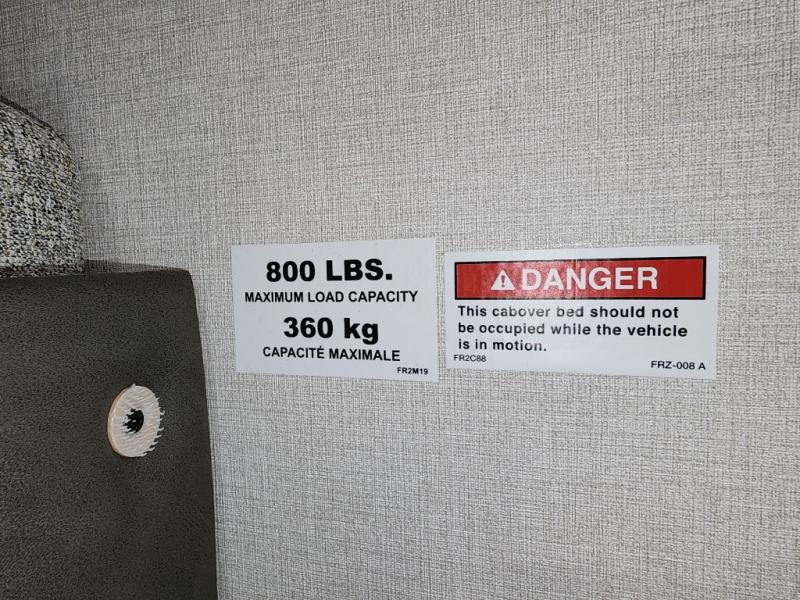 800 LBS.
MAXIMUM LOAD CAPACITY
360 kg
CAPACITÉ MAXIMALE
FR2M19
DANGER
This cabover bed should not
be occupied while the vehicle
is in motion.
FR2C88
FRZ-008 A